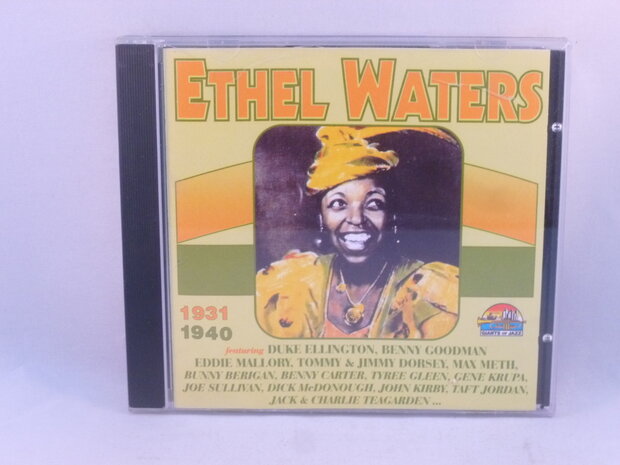 ETHEL WATERS
1931
1940
GIANTS OF JAZZ
featuring DUKE ELLINGTON, BENNY GOODMAN
EDDIE MALLORY, TOMMY & JIMMY DORSEY, MAX METH,
BUNNY BERIGAN, BENNY CARTER, TYREE GLEEN, GENE KRUPA,
JOE SULLIVAN, DICK McDONOUGH, JOHN KIRBY, TAFT JORDAN,
JACK & CHARLIE TEAGARDEN ...